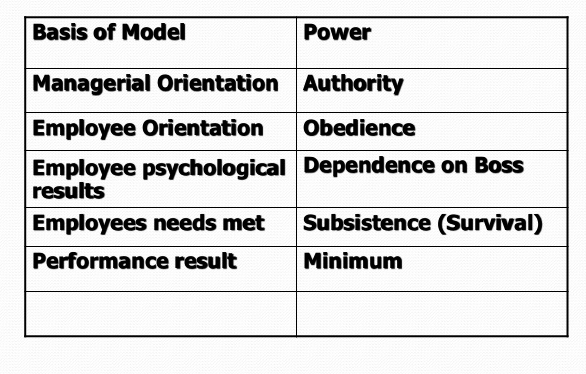 Basis of Model Power
Managerial Orientation Authority
Employee Orientation Obedience
Employee psychological results Dependence on Boss
Employees needs met Subsistence (Survival)
Performance result Minimum